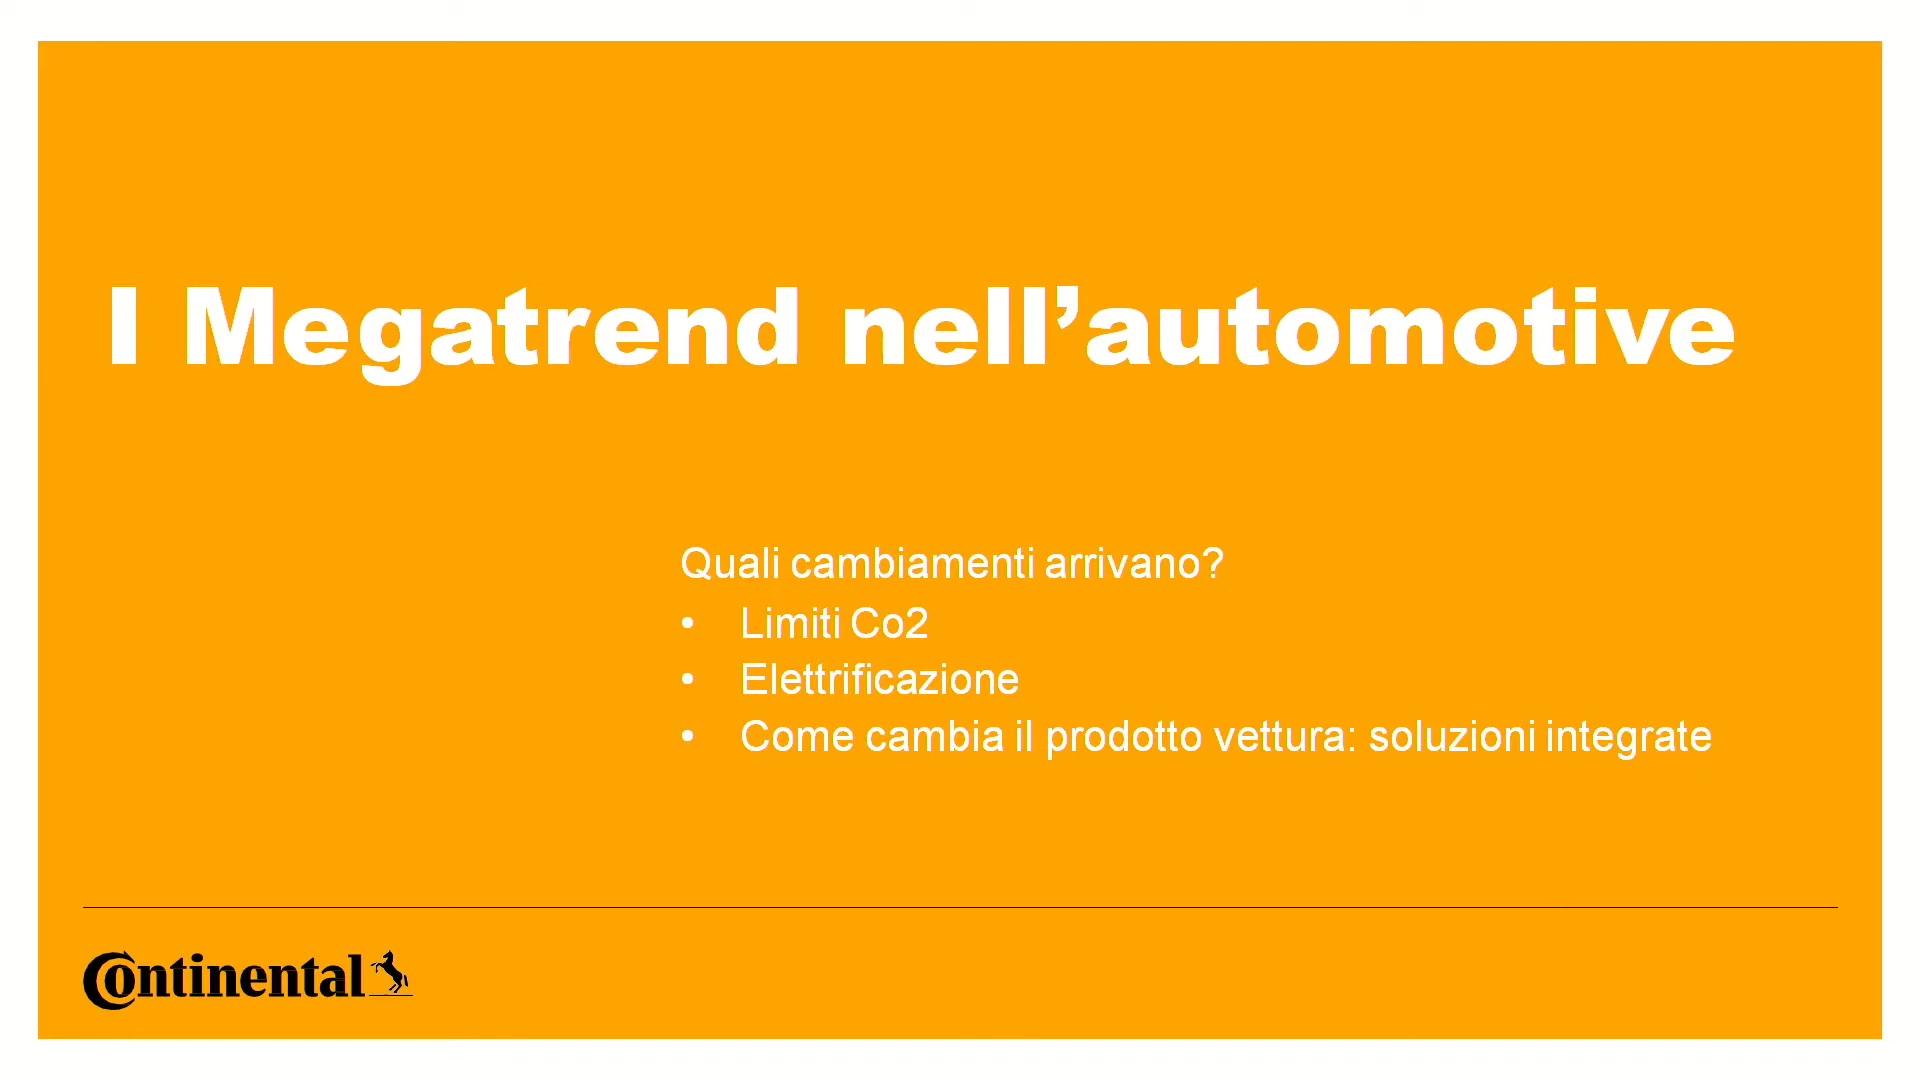 I Megatrend nell’automotive
Quali cambiamenti arrivano?
• Limiti Co2
• Elettrificazione
• Come cambia il prodotto vettura: soluzioni integrate
Continental